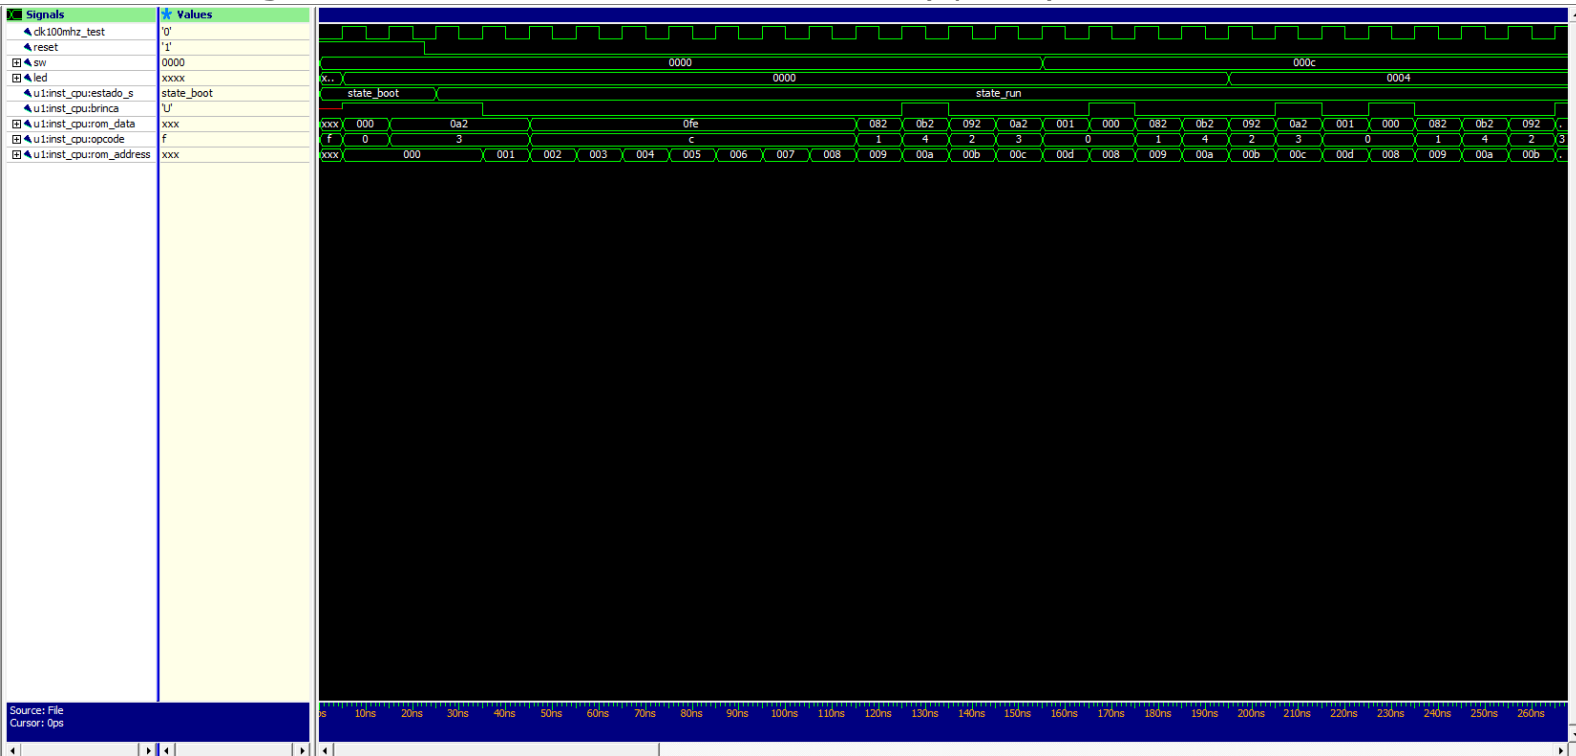 Signals Values
clk100mhz_test '0'
reset '1'
sw 0000 0000 000c
led xxxx x.. 0000 0004
u1:inst_cpu:estado_s state_boot state_boot state_run
u1:inst_cpu:brinca 'U'
u1:inst_cpu:rom_data xxx xxx 000 0a2 0fe 082 0b2 092 0a2 001 000 082 0b2 092 0a2 001 000 082 0b2 092 .
u1:inst_cpu:opcode f f 0 3 c 1 4 2 3 0 1 4 2 3 0 1 4 2 3
u1:inst_cpu:rom_address xxx xxx 000 001 002 003 004 005 006 007 008 009 00a 00b 00c 00d 008 009 00a 00b 00c 00d 008 009 00a 00b .
Source: File
Cursor: 0ps
ps 10ns 20ns 30ns 40ns 50ns 60ns 70ns 80ns 90ns 100ns 110ns 120ns 130ns 140ns 150ns 160ns 170ns 180ns 190ns 200ns 210ns 220ns 230ns 240ns 250ns 260ns